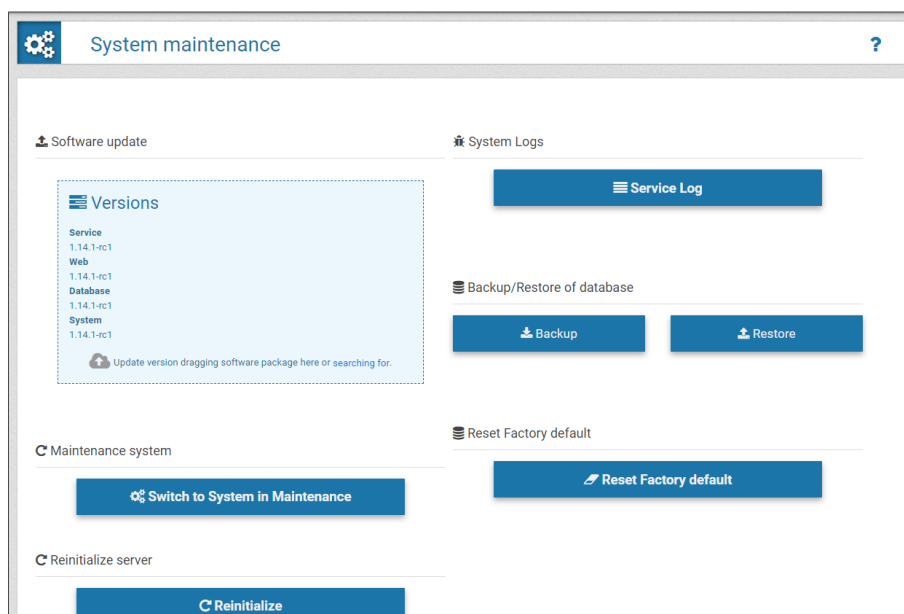 System maintenance
?
Software update
Versions
Service
1.14.1-rc1
Web
1.14.1-rc1
Database
1.14.1-rc1
System
1.14.1-rc1
Update version dragging software package here or searching for.
Maintenance system
Switch to System in Maintenance
Reinitialize server
Reinitialize
System Logs
Service Log
Backup/Restore of database
Backup
Restore
Reset Factory default
Reset Factory default